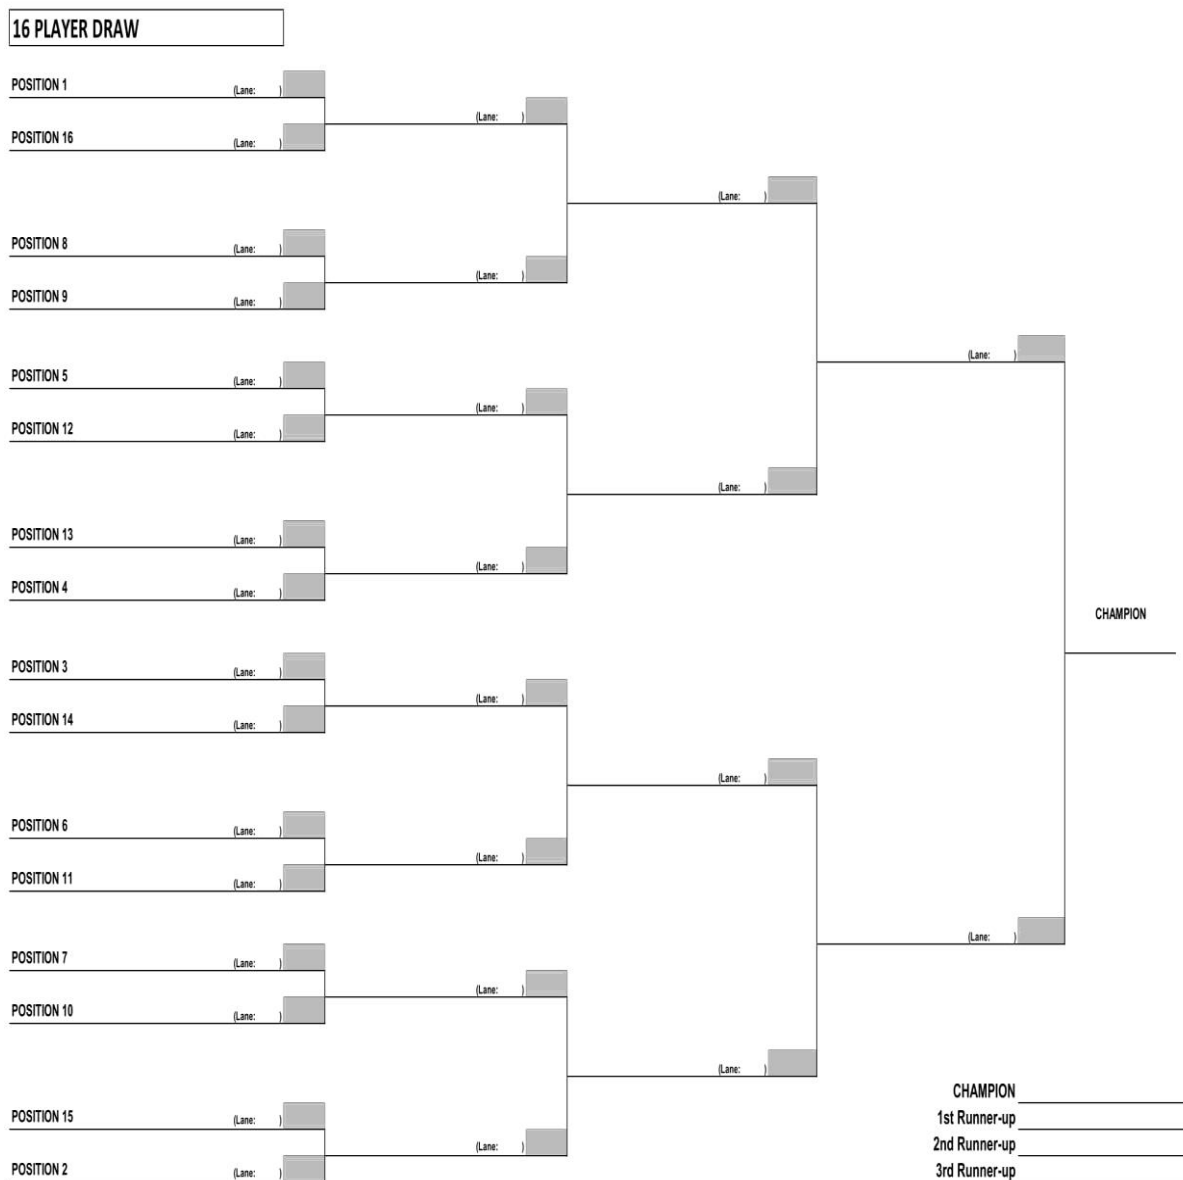 16 PLAYER DRAW
POSITION 1 (Lane: )
(Lane: )
POSITION 16 (Lane: )
(Lane: )
POSITION 8 (Lane: )
(Lane: )
POSITION 9 (Lane: )
(Lane: )
POSITION 5 (Lane: )
(Lane: )
POSITION 12 (Lane: )
(Lane: )
POSITION 13 (Lane: )
(Lane: )
POSITION 4 (Lane: )
CHAMPION
POSITION 3 (Lane: )
(Lane: )
POSITION 14 (Lane: )
(Lane: )
POSITION 6 (Lane: )
(Lane: )
POSITION 11 (Lane: )
(Lane: )
POSITION 7 (Lane: )
(Lane: )
POSITION 10 (Lane: )
(Lane: )
CHAMPION
POSITION 15 (Lane: )
1st Runner-up
2nd Runner-up
(Lane: )
POSITION 2 (Lane: )
3rd Runner-up